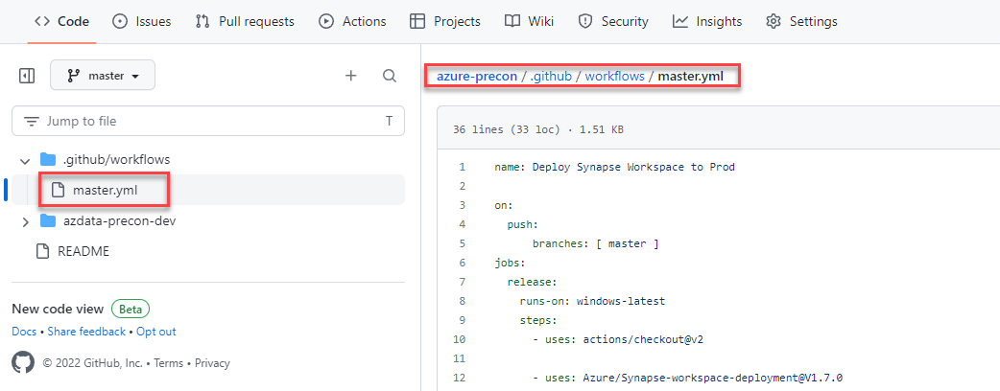 Code Issues Pull requests Actions Projects Wiki Security Insights Settings
master
Jump to file T
.github/workflows
master.yml
azdata-precon-dev
README
New code view Beta
Docs • Share feedback • Opt out
© 2022 GitHub, Inc. • Terms • Privacy
azure-precon / .github / workflows / master.yml
36 lines (33 loc) · 1.51 KB
1 name: Deploy Synapse Workspace to Prod
2
3 on:
4 push:
5 branches: [ master ]
6 jobs:
7 release:
8 runs-on: windows-latest
9 steps:
10 - uses: actions/checkout@v2
11
12 - uses: Azure/Synapse-workspace-deployment@V1.7.0